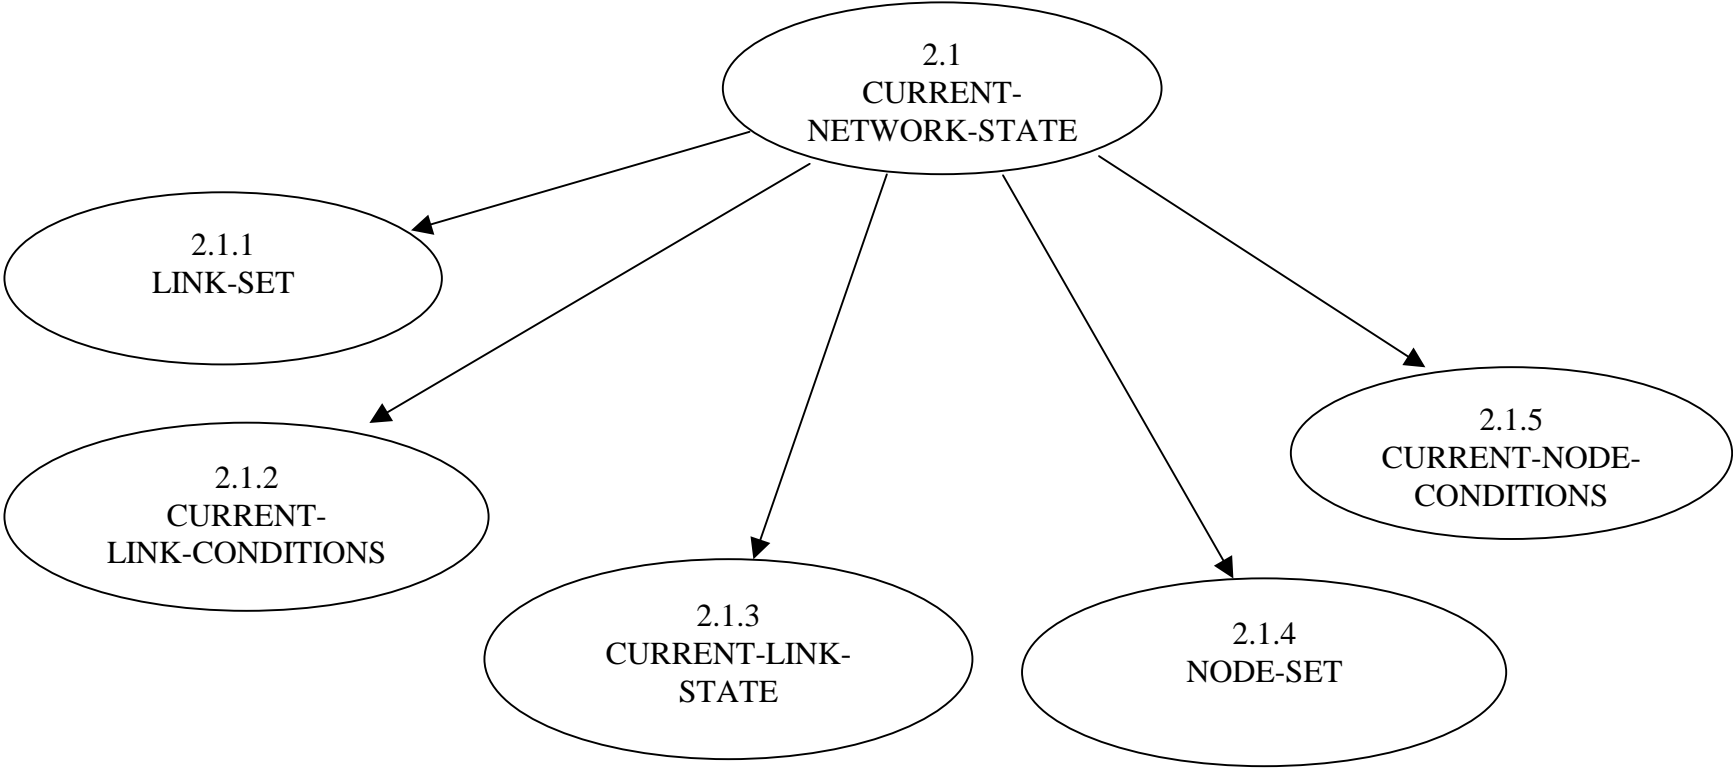 2.1
CURRENT-
NETWORK-STATE
2.1.1
LINK-SET
2.1.2
CURRENT-
LINK-CONDITIONS
2.1.3
CURRENT-LINK-
STATE
2.1.4
NODE-SET
2.1.5
CURRENT-NODE-
CONDITIONS